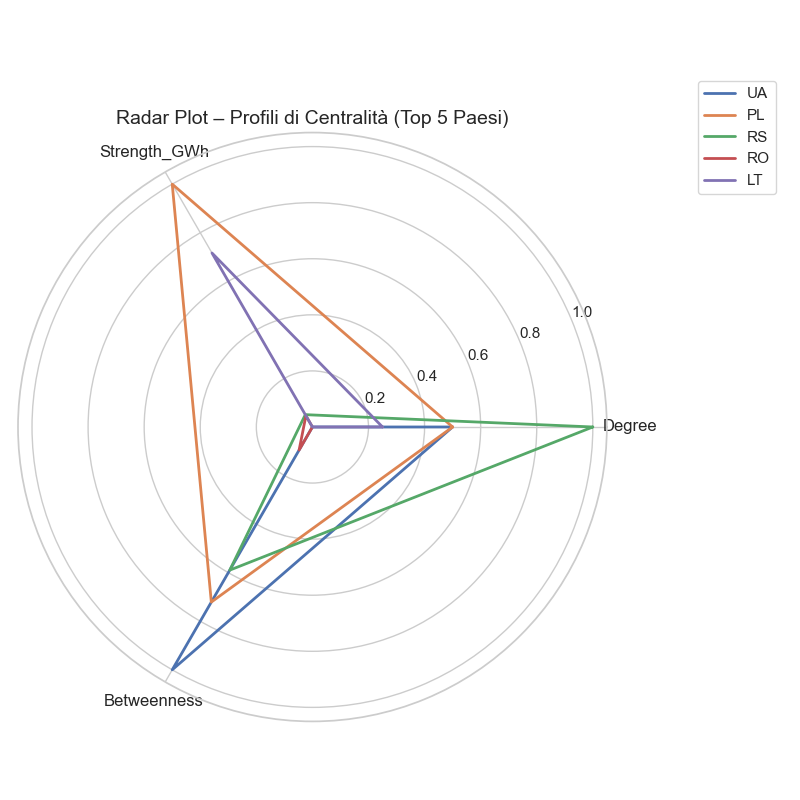 Radar Plot – Profili di Centralità (Top 5 Paesi)
UA
PL
RS
RO
LT
Strength_GWh
1.0
0.8
0.6
0.4
0.2
Degree
Betweenness